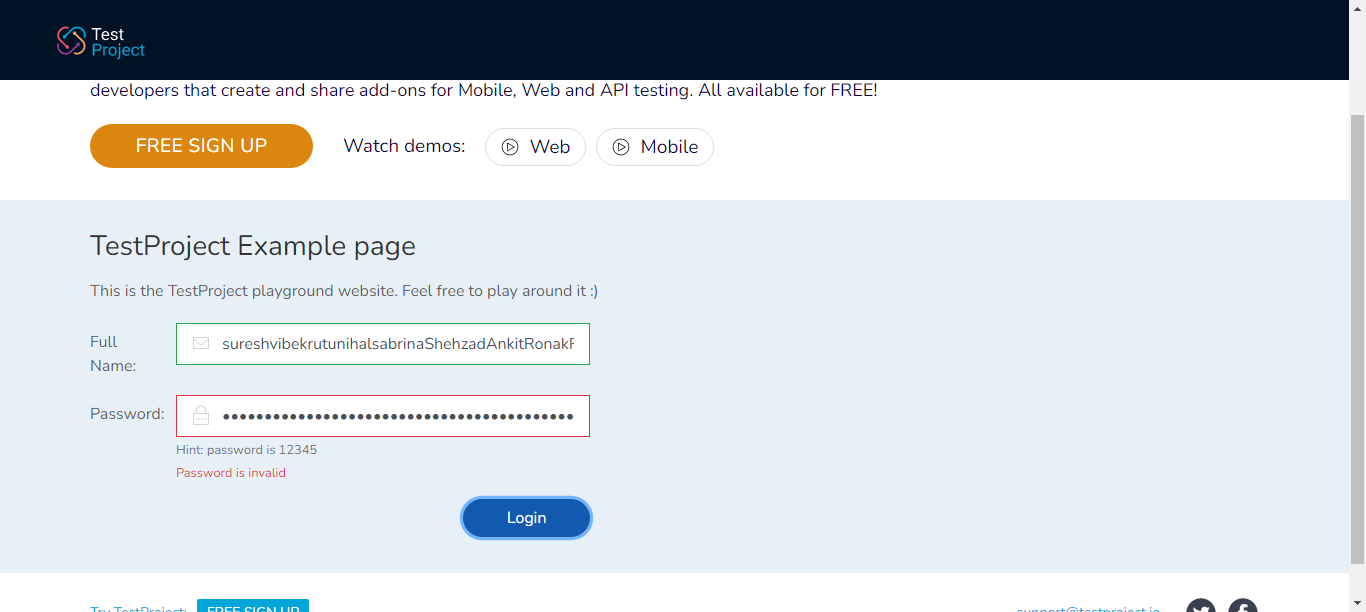 Test
Project
developers that create and share add-ons for Mobile, Web and API testing. All available for FREE!
FREE SIGN UP
Watch demos:
Web
Mobile
TestProject Example page
This is the TestProject playground website. Feel free to play around it :)
Full
Name:
sureshvibekrutunihalsabrinaShehzadAnkitRonak
Password:
••••••••••••••••••••••••••••••••••••••••••
Hint: password is 12345
Password is invalid
Login
Try TestProject:
FREE SIGN UP
support@testproject.io